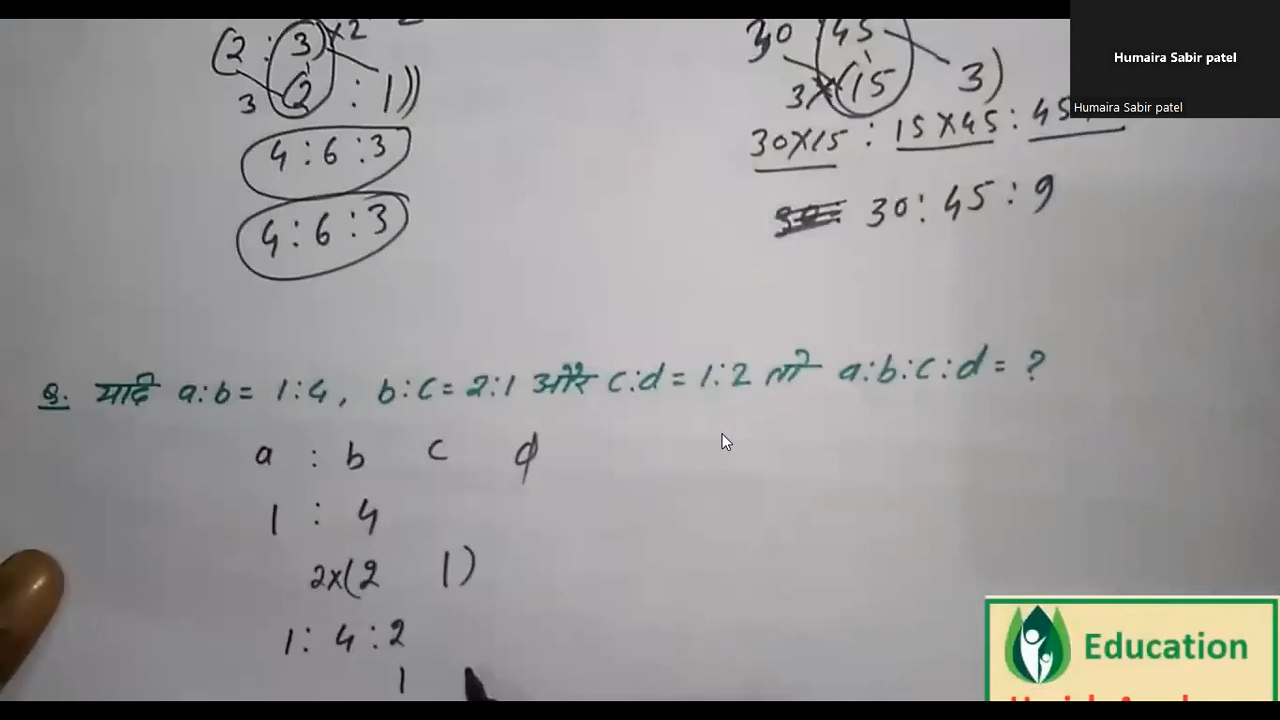 (2 : 3) ×2
3 (2 : 1))
4 : 6 : 3
4 : 6 : 3
30 45
3×(15 3)
30×15 : 15×45 : 45
30 : 45 : 9
Humaira Sabir patel
Humaira Sabir patel
Q. यादि a:b = 1:4, b:c = 2:1 और c:d = 1:2 तो a:b:c:d = ?
a : b c d
1 : 4
2×(2 1)
1 : 4 : 2
1
Education